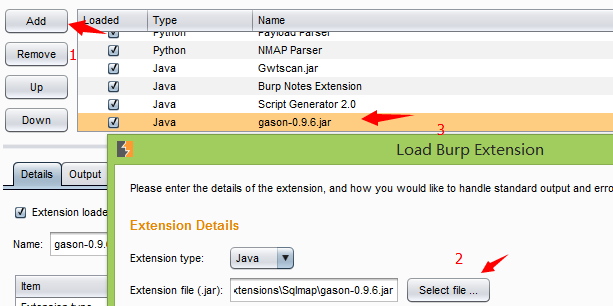 Add
Loaded Type Name
Python Payload Parser
Remove 1
Python NMAP Parser
Java Gwtscan.jar
Up
Java Burp Notes Extension
Java Script Generator 2.0
Down
Java gason-0.9.6.jar
3
Load Burp Extension
Details Output
Please enter the details of the extension, and how you would like to handle standard output and erro
Extension loade
Extension Details
Name: gason-0.9.6
Extension type: Java
2
Item
Extension file (.jar): xtensions\Sqlmap\gason-0.9.6.jar Select file ...
Extension type